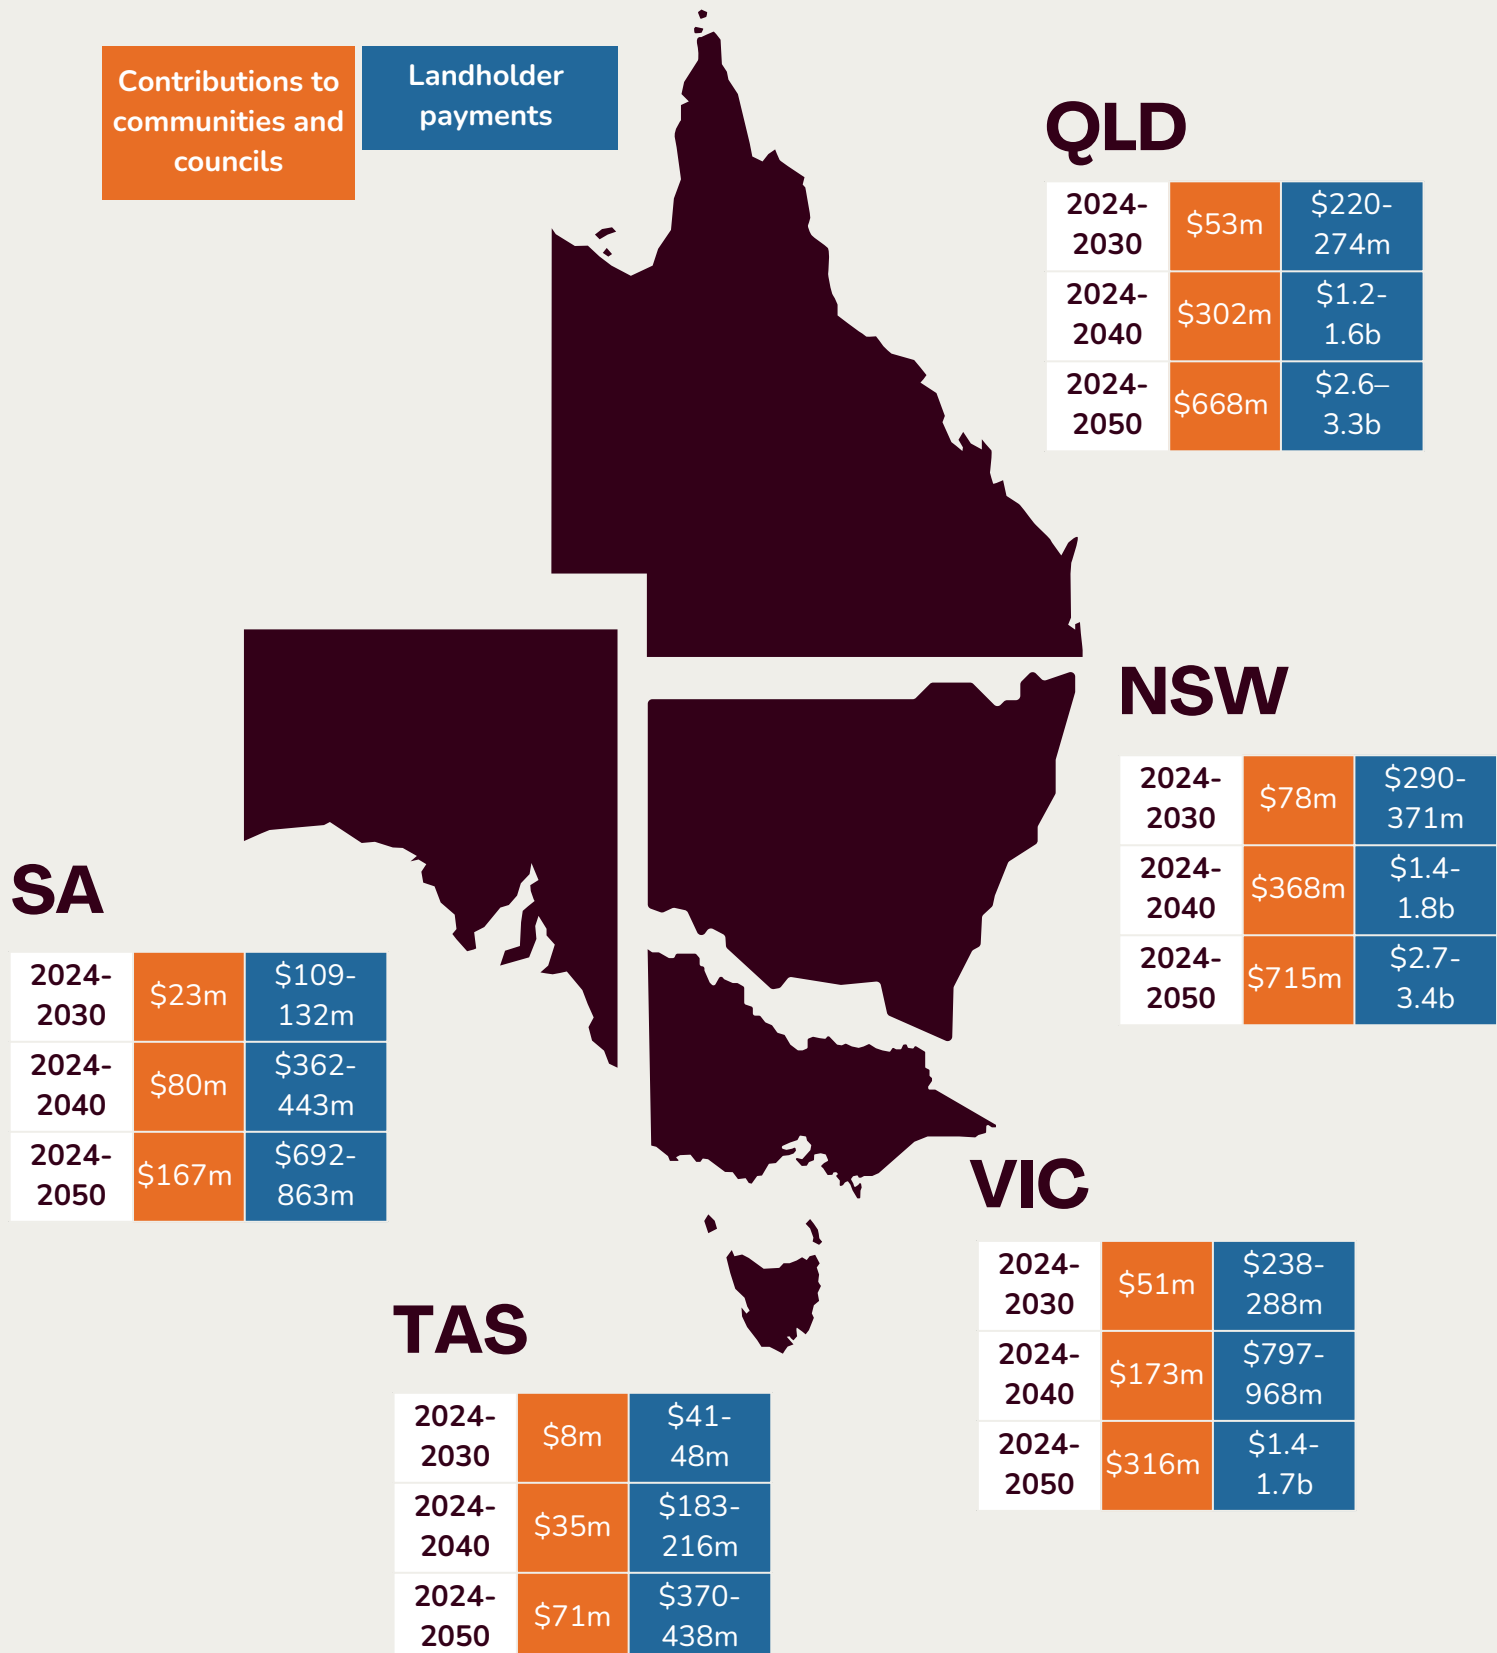 Contributions to
communities and
councils
Landholder
payments
QLD
2024-
2030
$53m
$220-
274m
2024-
2040
$302m
$1.2-
1.6b
2024-
2050
$668m
$2.6–
3.3b
NSW
2024-
2030
$78m
$290-
371m
2024-
2040
$368m
$1.4-
1.8b
2024-
2050
$715m
$2.7-
3.4b
SA
2024-
2030
$23m
$109-
132m
2024-
2040
$80m
$362-
443m
2024-
2050
$167m
$692-
863m
VIC
2024-
2030
$51m
$238-
288m
2024-
2040
$173m
$797-
968m
2024-
2050
$316m
$1.4-
1.7b
TAS
2024-
2030
$8m
$41-
48m
2024-
2040
$35m
$183-
216m
2024-
2050
$71m
$370-
438m